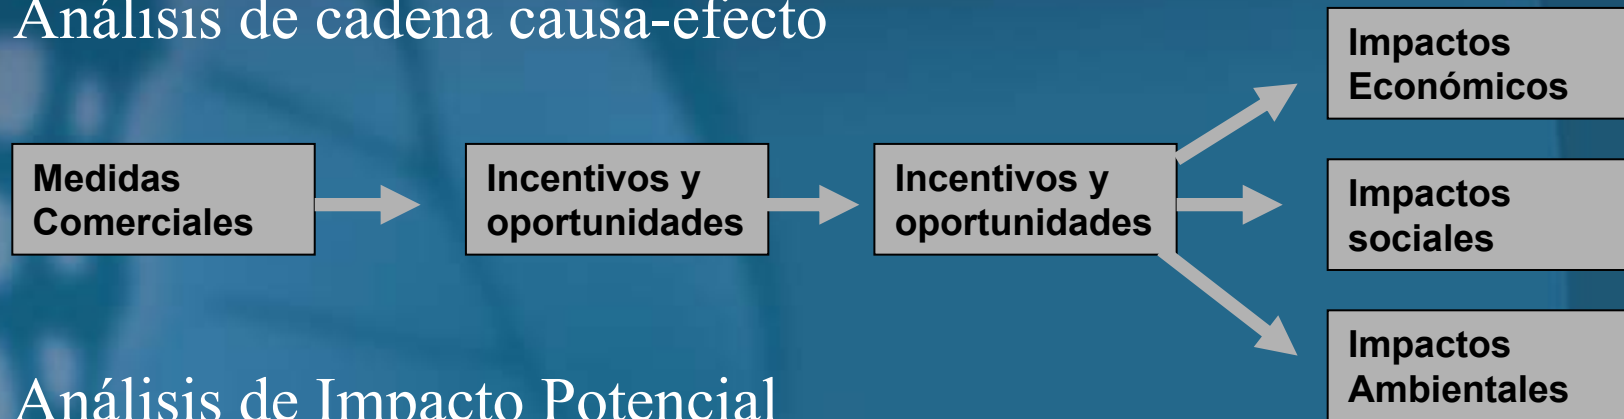 Análisis de cadena causa-efecto
Impactos
Económicos
Medidas
Comerciales
Incentivos y
oportunidades
Incentivos y
oportunidades
Impactos
sociales
Impactos
Ambientales
Análisis de Impacto Potencial